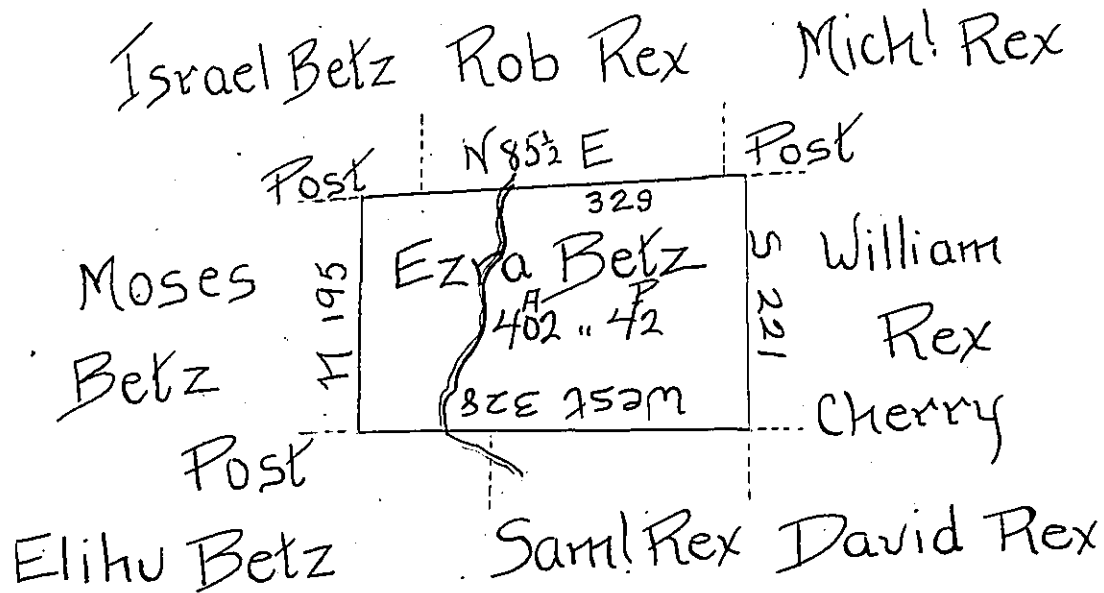 Israel Betz Rob Rex Mich! Rex
Post N 85½ E Post
329
Moses Betz
N 195
Ezra Betz
A P
402 " 42
S 221
William Rex
West 328
Cherry
Post
Elihu Betz Sam! Rex David Rex